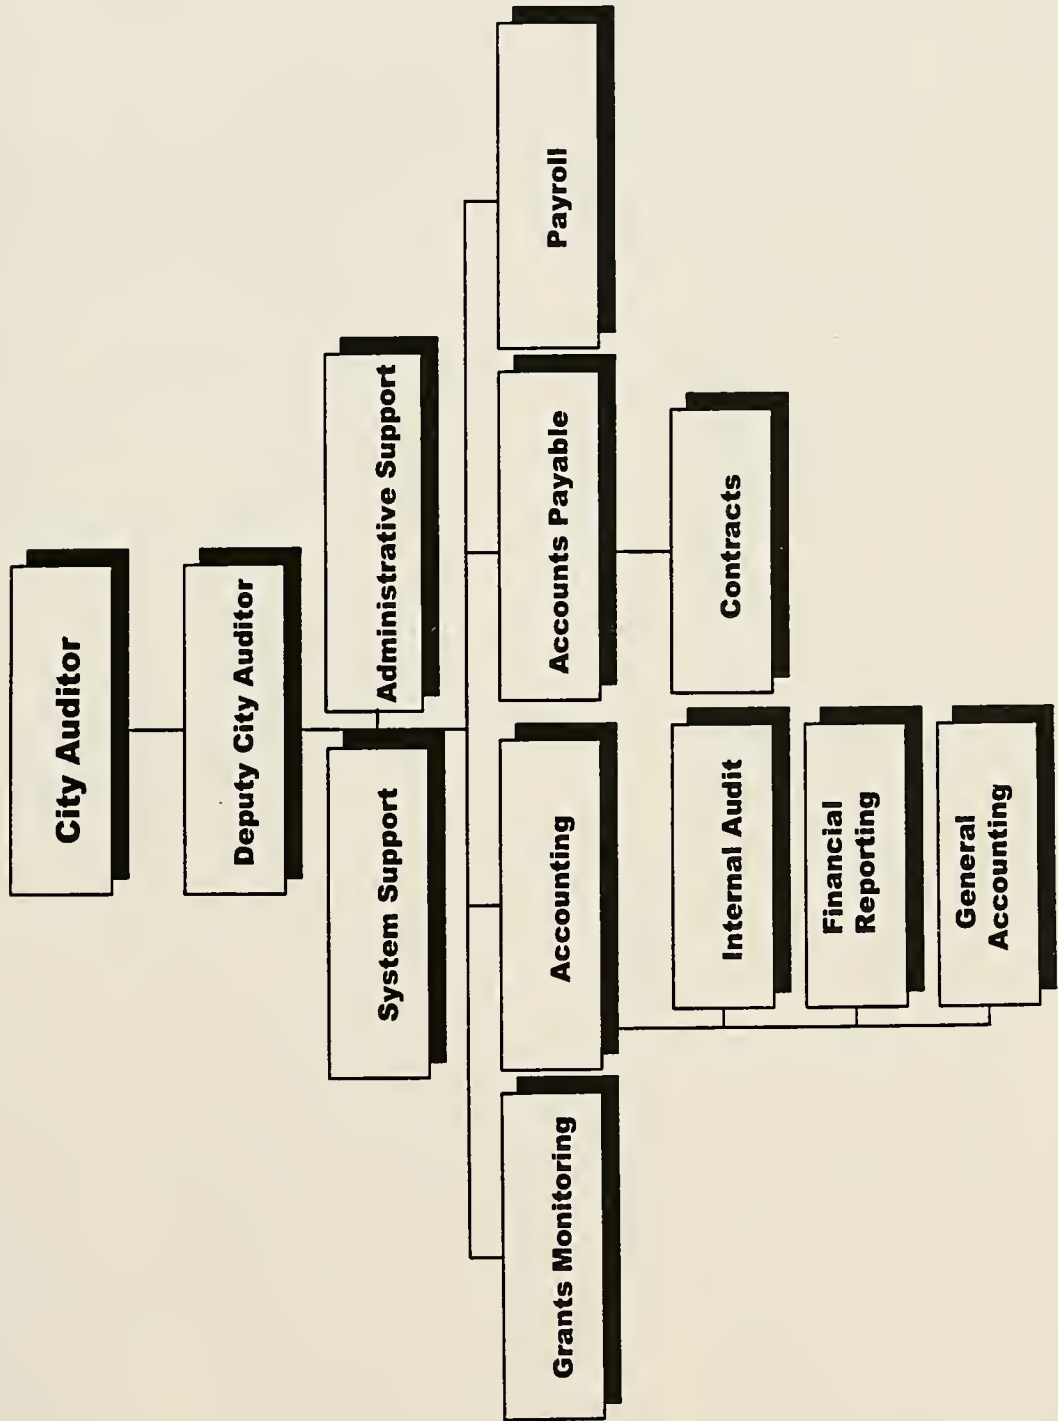 City Auditor
Deputy City Auditor
System Support
Administrative Support
Grants Monitoring
Accounting
Accounts Payable
Payroll
Internal Audit
Contracts
Financial
Reporting
General
Accounting